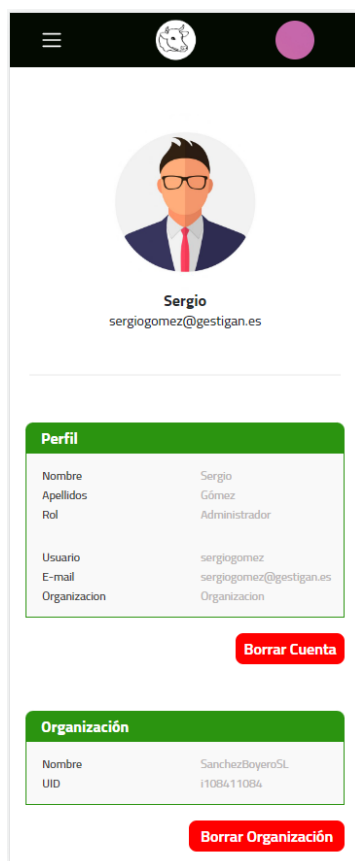 Sergio
sergiogomez@gestigan.es
Perfil
Nombre Sergio
Apellidos Gómez
Rol Administrador
Usuario sergiogomez
E-mail sergiogomez@gestigan.es
Organizacion Organizacion
Borrar Cuenta
Organización
Nombre SanchezBoyeroSL
UID i108411084
Borrar Organización